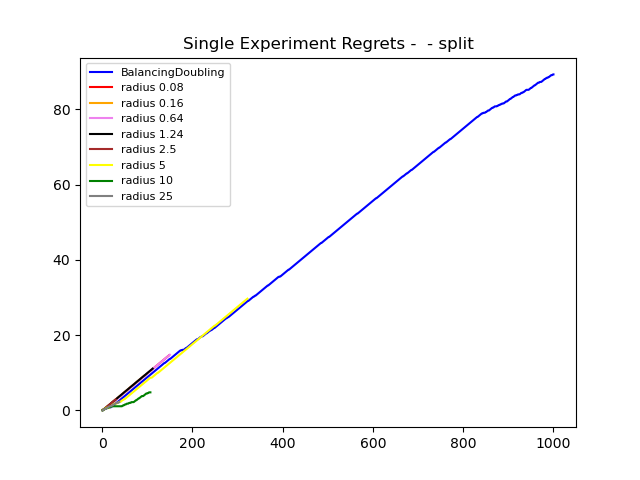 Single Experiment Regrets -  - split
BalancingDoubling
radius 0.08
radius 0.16
radius 0.64
radius 1.24
radius 2.5
radius 5
radius 10
radius 25
80
60
40
20
0
0 200 400 600 800 1000